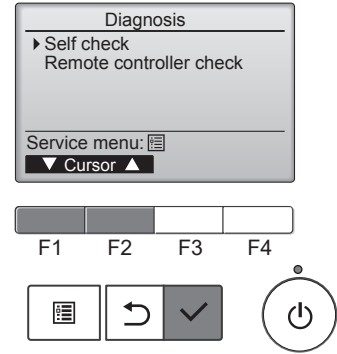 Diagnosis
Self check
Remote controller check
Service menu:
▼ Cursor ▲
F1 F2 F3 F4